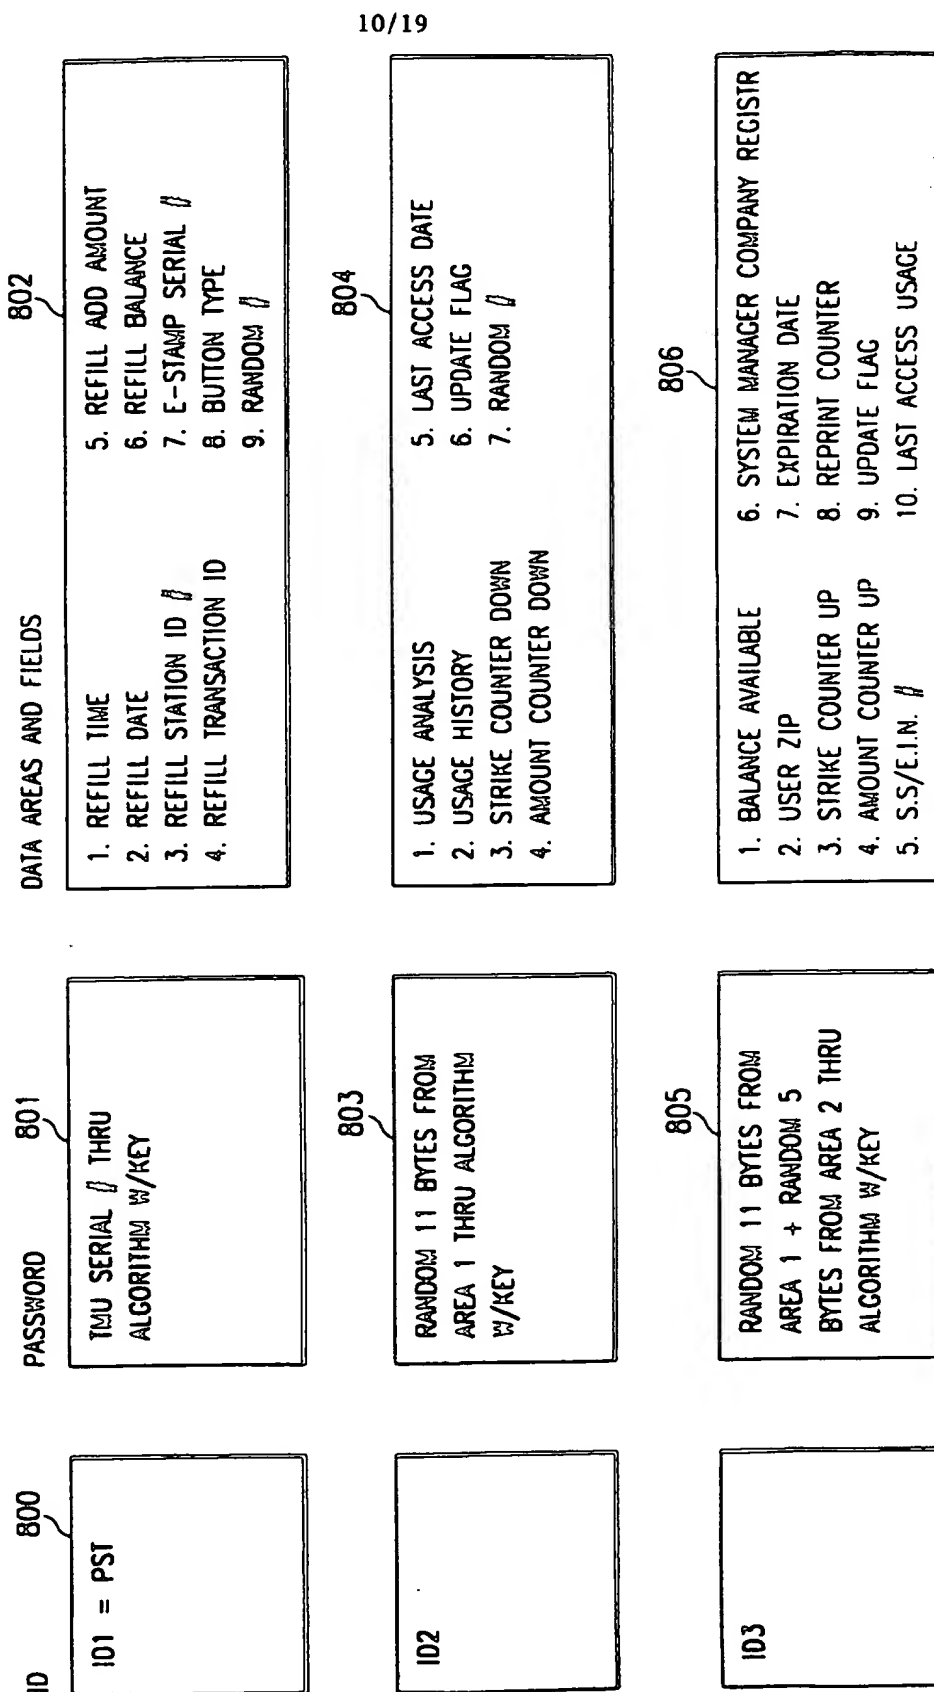 10/19
ID
PASSWORD
DATA AREAS AND FIELDS
800
ID1 = PST
801
TMU SERIAL # THRU
ALGORITHM W/KEY
802
1. REFILL TIME
2. REFILL DATE
3. REFILL STATION ID #
4. REFILL TRANSACTION ID
5. REFILL ADD AMOUNT
6. REFILL BALANCE
7. E-STAMP SERIAL #
8. BUTTON TYPE
9. RANDOM #
ID2
803
RANDOM 11 BYTES FROM
AREA 1 THRU ALGORITHM
W/KEY
804
1. USAGE ANALYSIS
2. USAGE HISTORY
3. STRIKE COUNTER DOWN
4. AMOUNT COUNTER DOWN
5. LAST ACCESS DATE
6. UPDATE FLAG
7. RANDOM #
ID3
805
RANDOM 11 BYTES FROM
AREA 1 + RANDOM 5
BYTES FROM AREA 2 THRU
ALGORITHM W/KEY
806
1. BALANCE AVAILABLE
2. USER ZIP
3. STRIKE COUNTER UP
4. AMOUNT COUNTER UP
5. S.S/E.I.N. #
6. SYSTEM MANAGER COMPANY REGISTR
7. EXPIRATION DATE
8. REPRINT COUNTER
9. UPDATE FLAG
10. LAST ACCESS USAGE